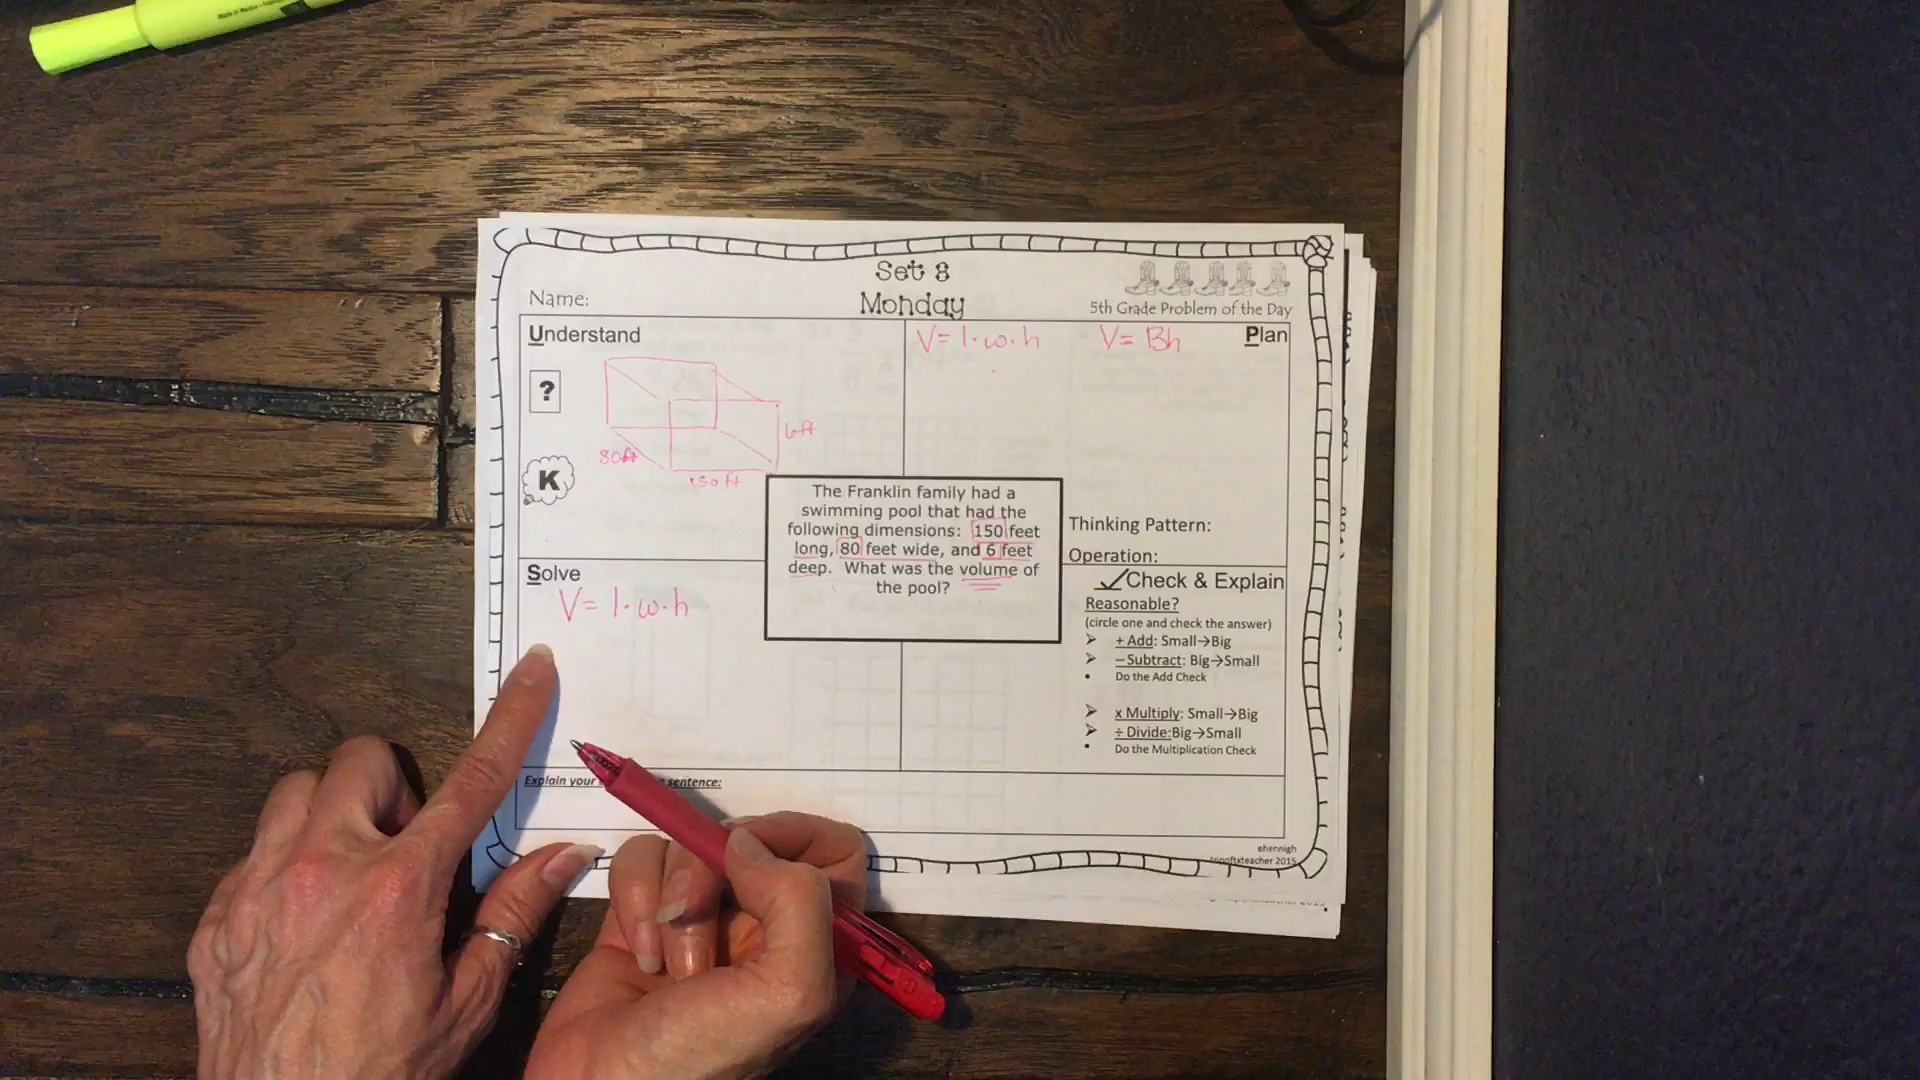 Set 8
Monday
Name:
5th Grade Problem of the Day
Understand
?
K
80ft
150 ft
6ft
V= l·w·h
V= Bh
Plan
Thinking Pattern:
Operation:
The Franklin family had a
swimming pool that had the
following dimensions: 150 feet
long, 80 feet wide, and 6 feet
deep. What was the volume of
the pool?
Solve
V= l·w·h
Check & Explain
Reasonable?
(circle one and check the answer)
+ Add: Small→Big
– Subtract: Big→Small
Do the Add Check
x Multiply: Small→Big
÷ Divide:Big→Small
Do the Multiplication Check
Explain your sentence:
ehennigh
2015